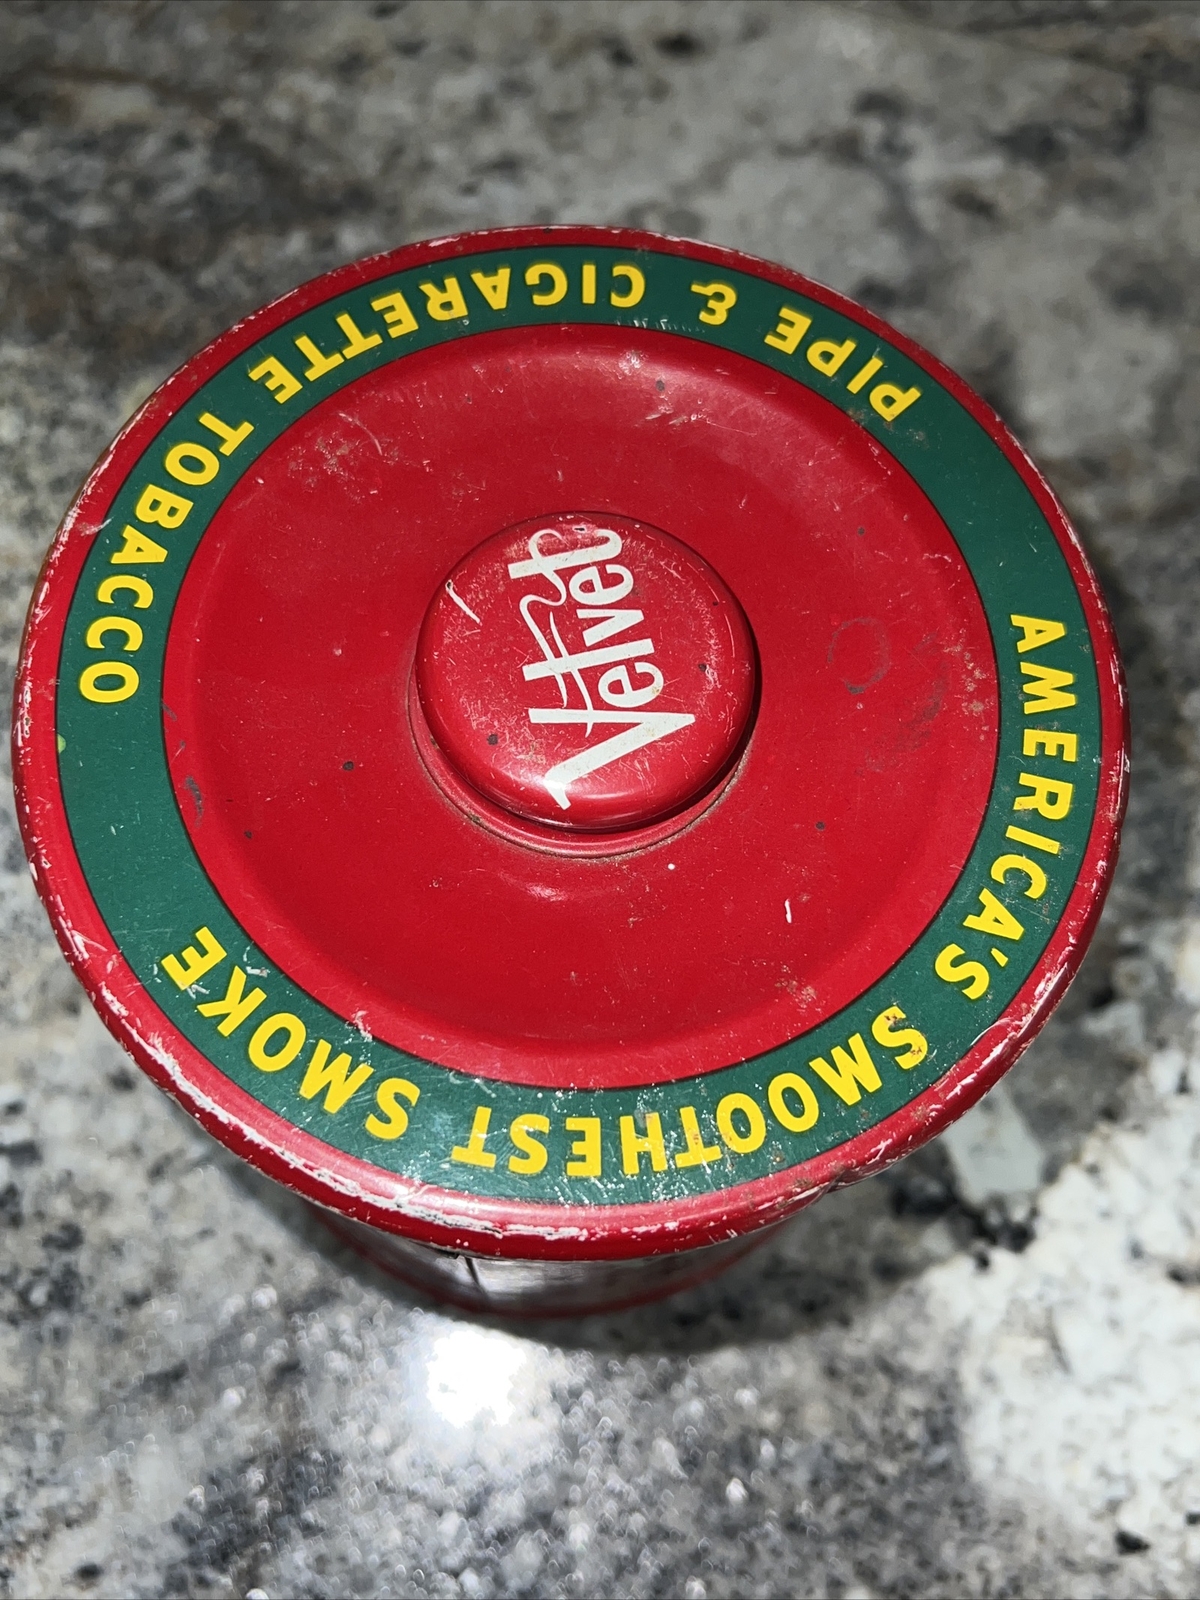 Velvet
PIPE & CIGARETTE TOBACCO
AMERICA'S SMOOTHEST SMOKE